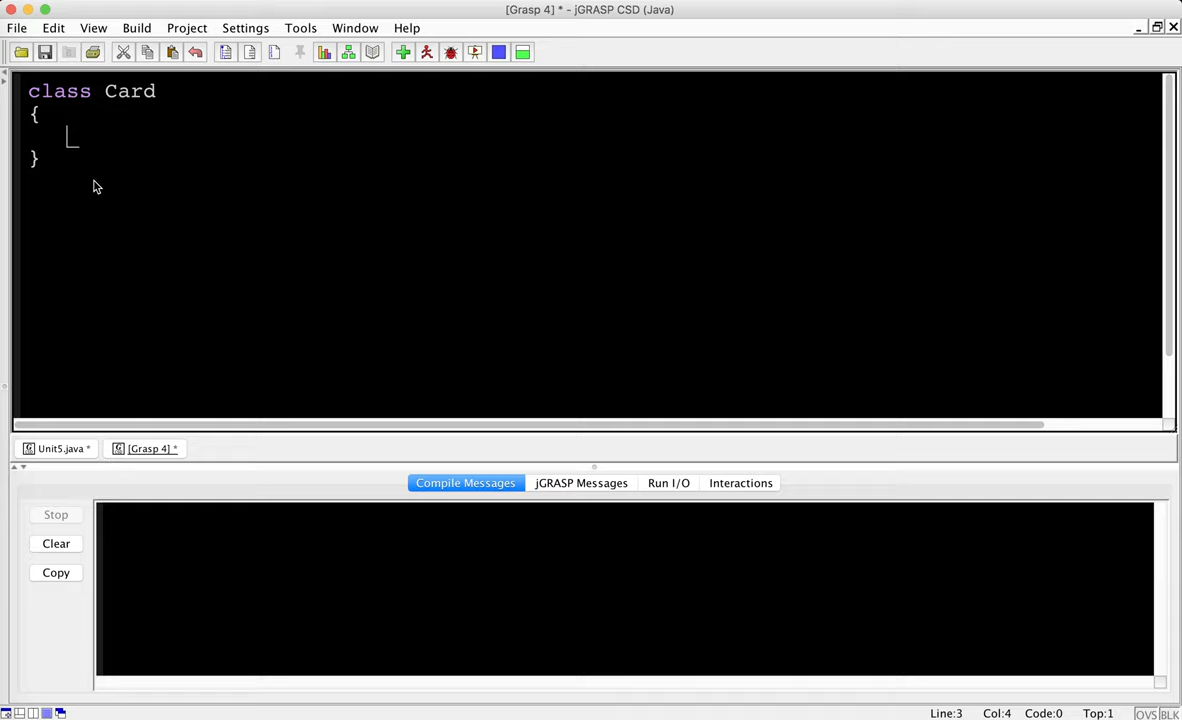 [Grasp 4] * - jGRASP CSD (Java)
File Edit View Build Project Settings Tools Window Help
class Card
{
}
Unit5.java * [Grasp 4] *
Compile Messages jGRASP Messages Run I/O Interactions
Stop
Clear
Copy
Line:3 Col:4 Code:0 Top:1 OVS BLK